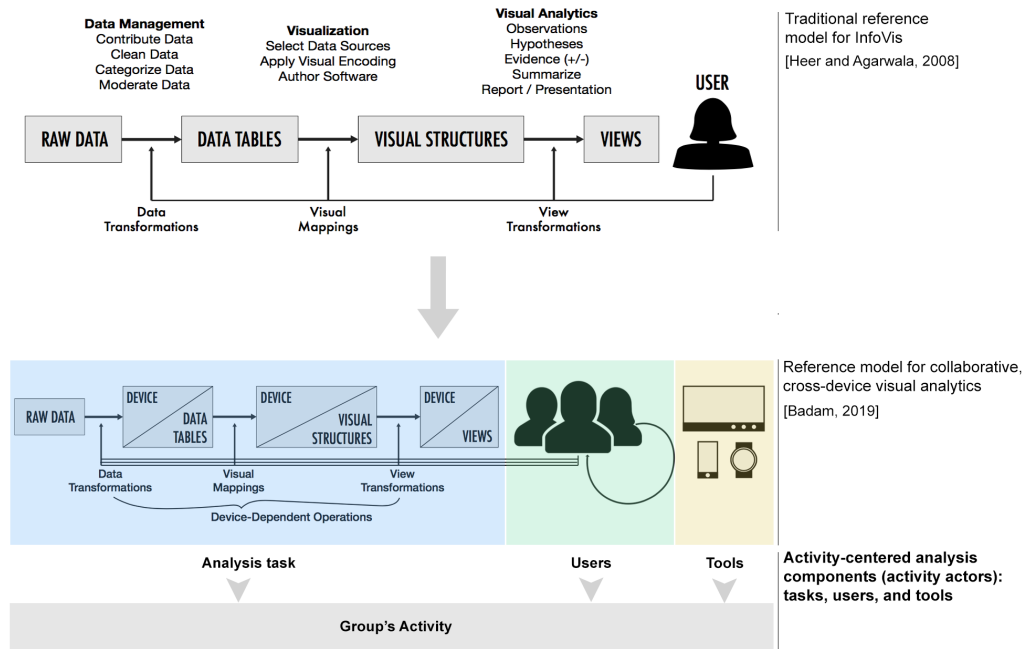 Data Management
Contribute Data
Clean Data
Categorize Data
Moderate Data
Visualization
Select Data Sources
Apply Visual Encoding
Author Software
Visual Analytics
Observations
Hypotheses
Evidence (+/-)
Summarize
Report / Presentation
USER
Traditional reference
model for InfoVis
[Heer and Agarwala, 2008]
RAW DATA
DATA TABLES
VISUAL STRUCTURES
VIEWS
Data
Transformations
Visual
Mappings
View
Transformations
RAW DATA
DEVICE
DATA
TABLES
DEVICE
VISUAL
STRUCTURES
DEVICE
VIEWS
Data
Transformations
Visual
Mappings
View
Transformations
Device-Dependent Operations
Reference model for collaborative,
cross-device visual analytics
[Badam, 2019]
Analysis task
Users
Tools
Activity-centered analysis
components (activity actors):
tasks, users, and tools
Group’s Activity